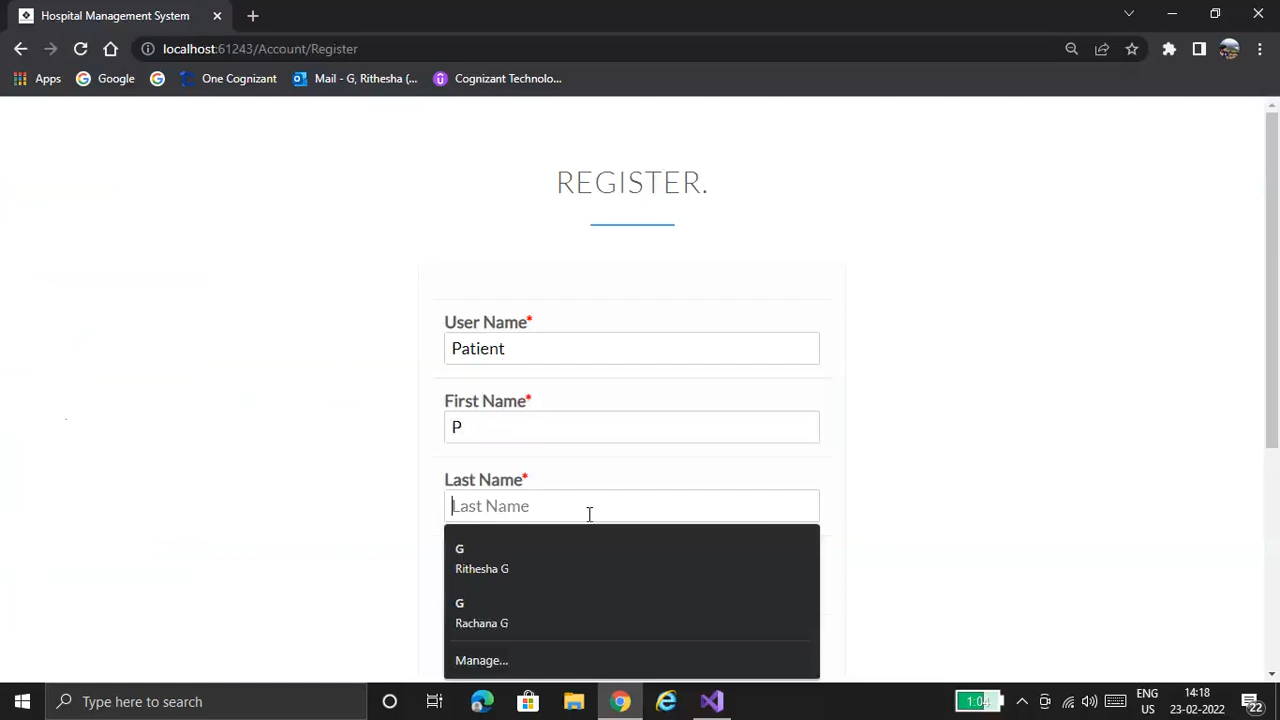 Hospital Management System
localhost:61243/Account/Register
Apps
Google
One Cognizant
Mail - G, Rithesha (...
Cognizant Technolo...
REGISTER.
User Name*
Patient
First Name*
P
Last Name*
Last Name
G
Rithesha G
G
Rachana G
Manage...
Type here to search
1:04
ENG
US
14:18
23-02-2022
22